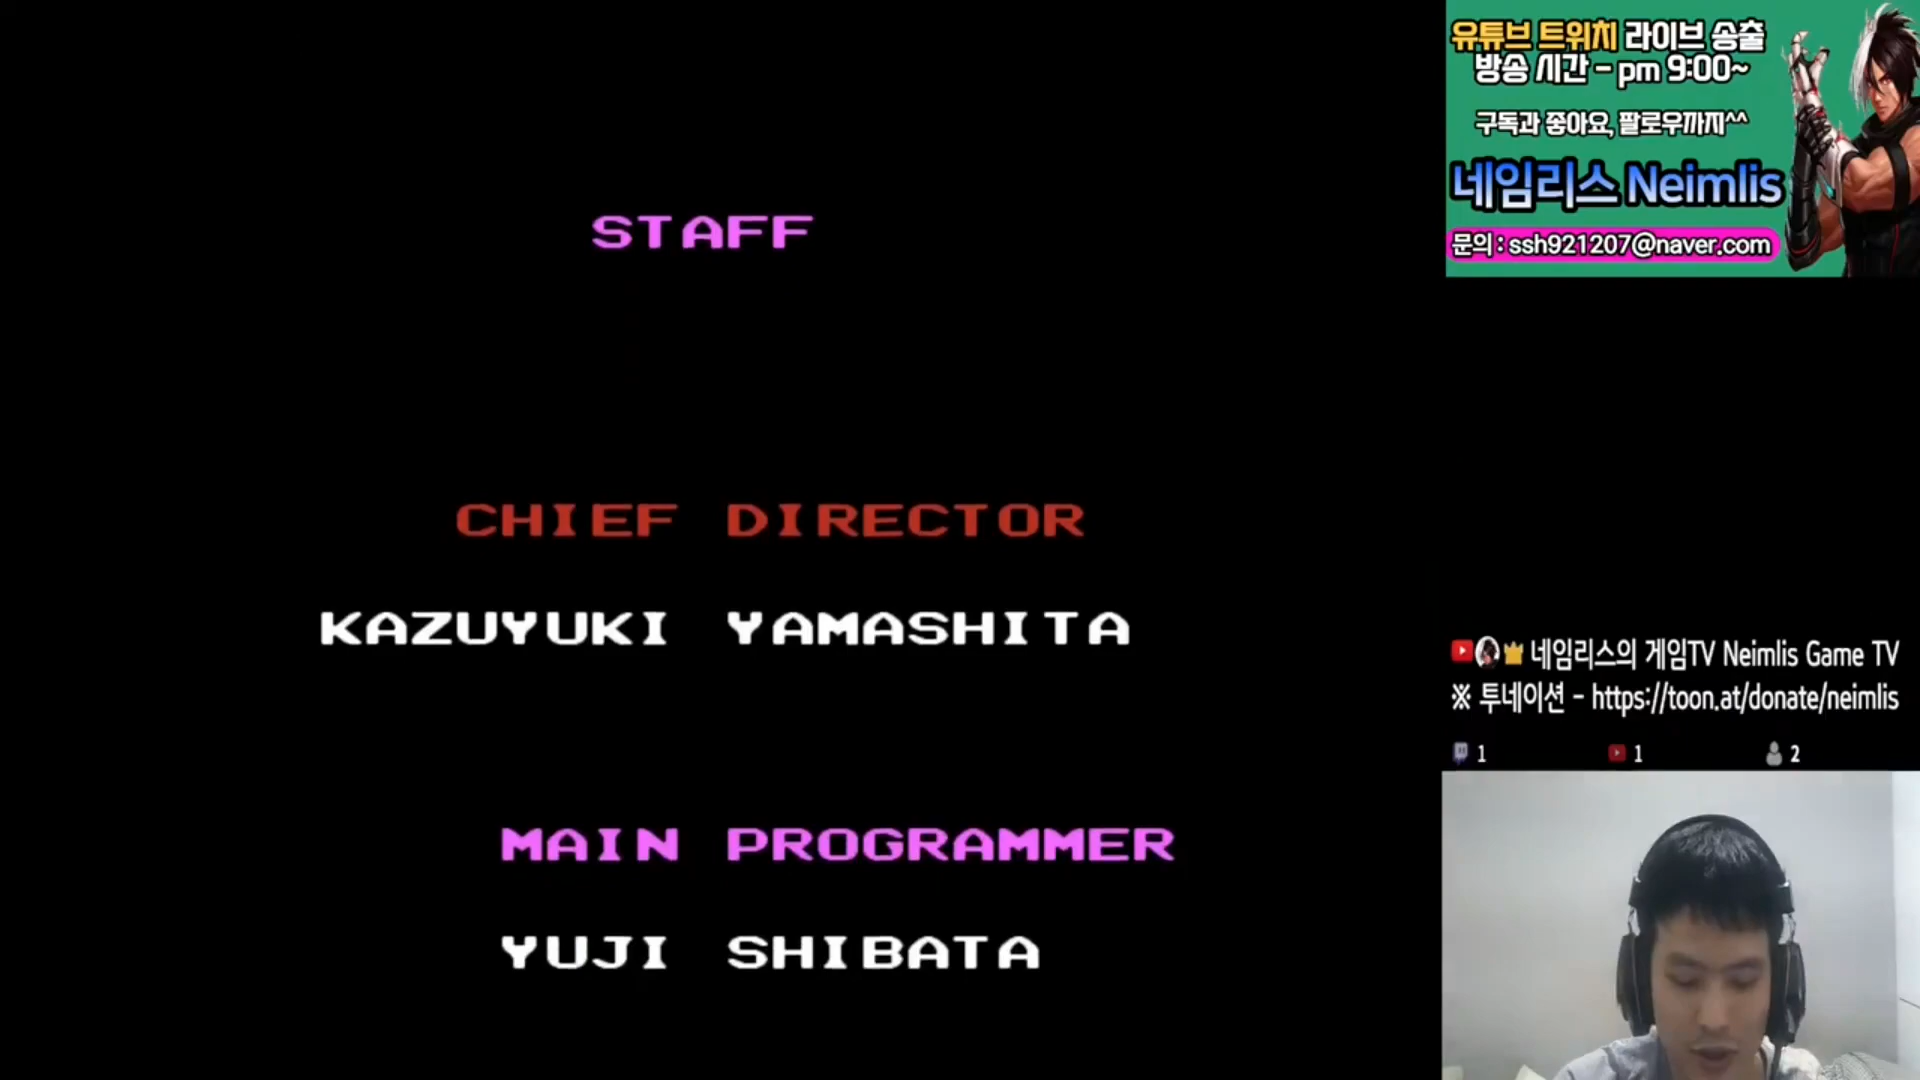 STAFF
CHIEF DIRECTOR
KAZUYUKI YAMASHITA
MAIN PROGRAMMER
YUJI SHIBATA
유튜브 트위치 라이브 송출
방송 시간 - pm 9:00~
구독과 좋아요, 팔로우까지^^
네임리스 Neimlis
문의 : ssh921207@naver.com
네임리스의 게임TV Neimlis Game TV
※ 투네이션 - https://toon.at/donate/neimlis
1 1 2